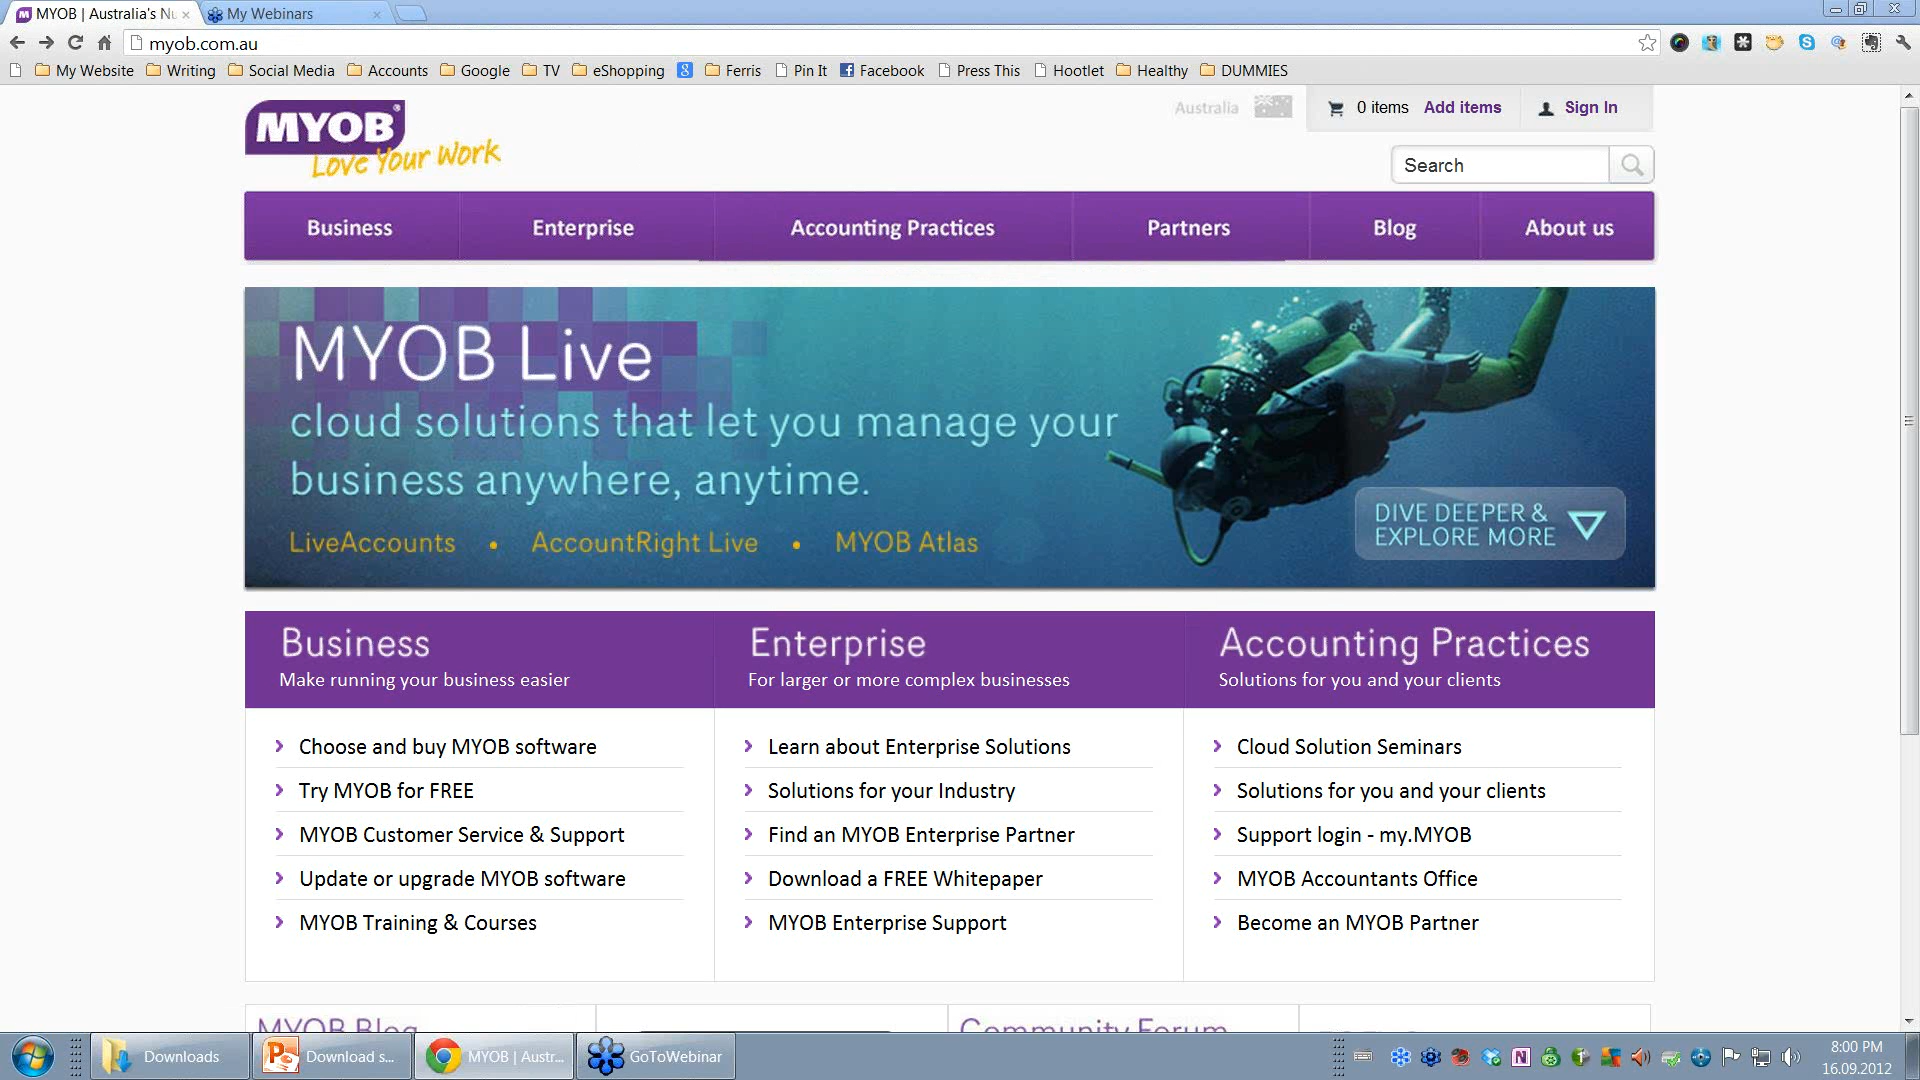 MYOB | Australia's Nu
My Webinars
myob.com.au
My Website Writing Social Media Accounts Google TV eShopping Ferris Pin It Facebook Press This Hootlet Healthy DUMMIES
MYOB®
Love Your Work
Australia
0 items Add items Sign In
Search
Business Enterprise Accounting Practices Partners Blog About us
MYOB Live
cloud solutions that let you manage your
business anywhere, anytime.
LiveAccounts • AccountRight Live • MYOB Atlas
DIVE DEEPER &
EXPLORE MORE
Business
Make running your business easier
Choose and buy MYOB software
Try MYOB for FREE
MYOB Customer Service & Support
Update or upgrade MYOB software
MYOB Training & Courses
Enterprise
For larger or more complex businesses
Learn about Enterprise Solutions
Solutions for your Industry
Find an MYOB Enterprise Partner
Download a FREE Whitepaper
MYOB Enterprise Support
Accounting Practices
Solutions for you and your clients
Cloud Solution Seminars
Solutions for you and your clients
Support login - my.MYOB
MYOB Accountants Office
Become an MYOB Partner
MYOB Blog
Community Forum
Downloads
Download s...
MYOB | Austr...
GoToWebinar
8:00 PM
16.09.2012